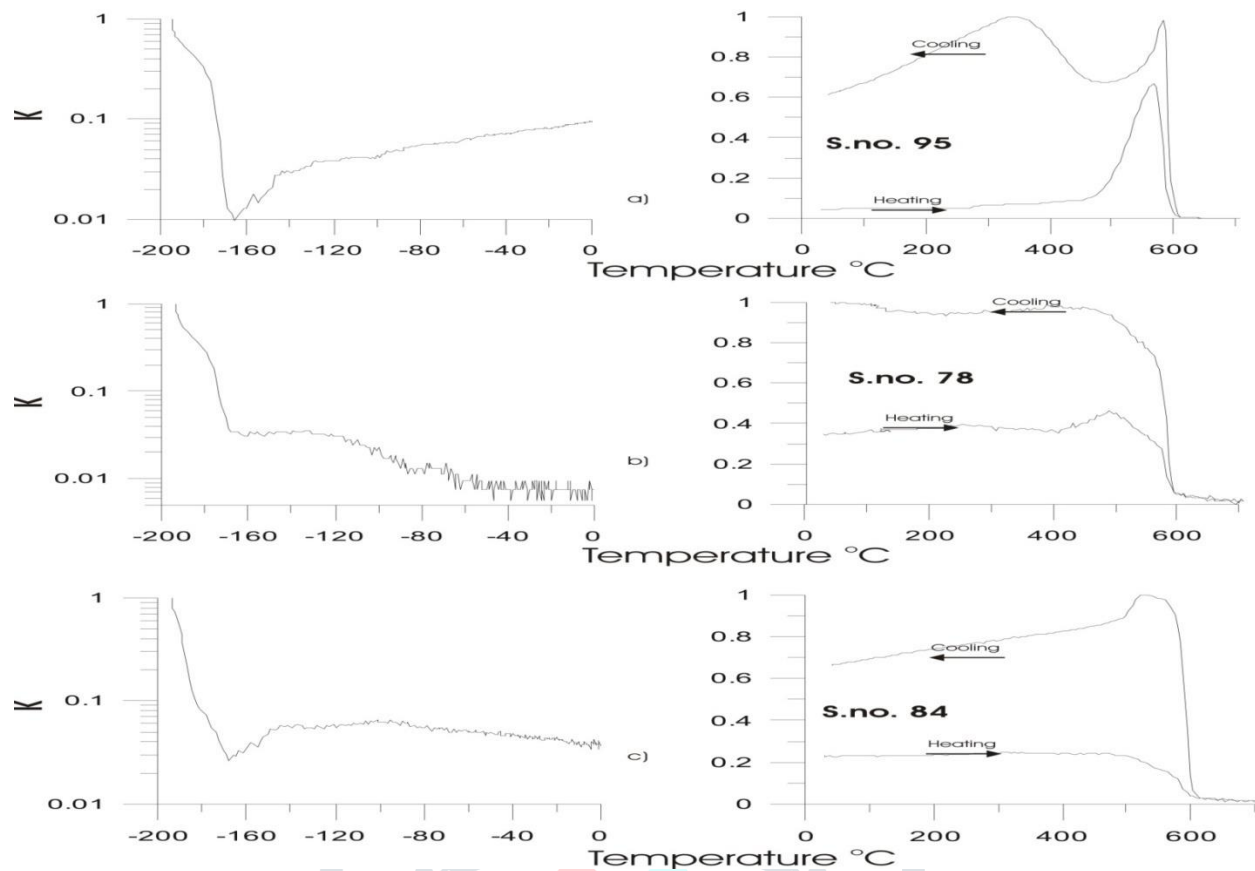 1
0.1
0.01
K
-200 -160 -120 -80 -40 0
a)
1
0.8
0.6
0.4
0.2
0
Cooling
S.no. 95
Heating
0 200 400 600
Temperature °C
1
0.1
0.01
K
-200 -160 -120 -80 -40 0
b)
1
0.8
0.6
0.4
0.2
0
Cooling
S.no. 78
Heating
0 200 400 600
Temperature °C
1
0.1
0.01
K
-200 -160 -120 -80 -40 0
c)
1
0.8
0.6
0.4
0.2
0
Cooling
S.no. 84
Heating
0 200 400 600
Temperature °C